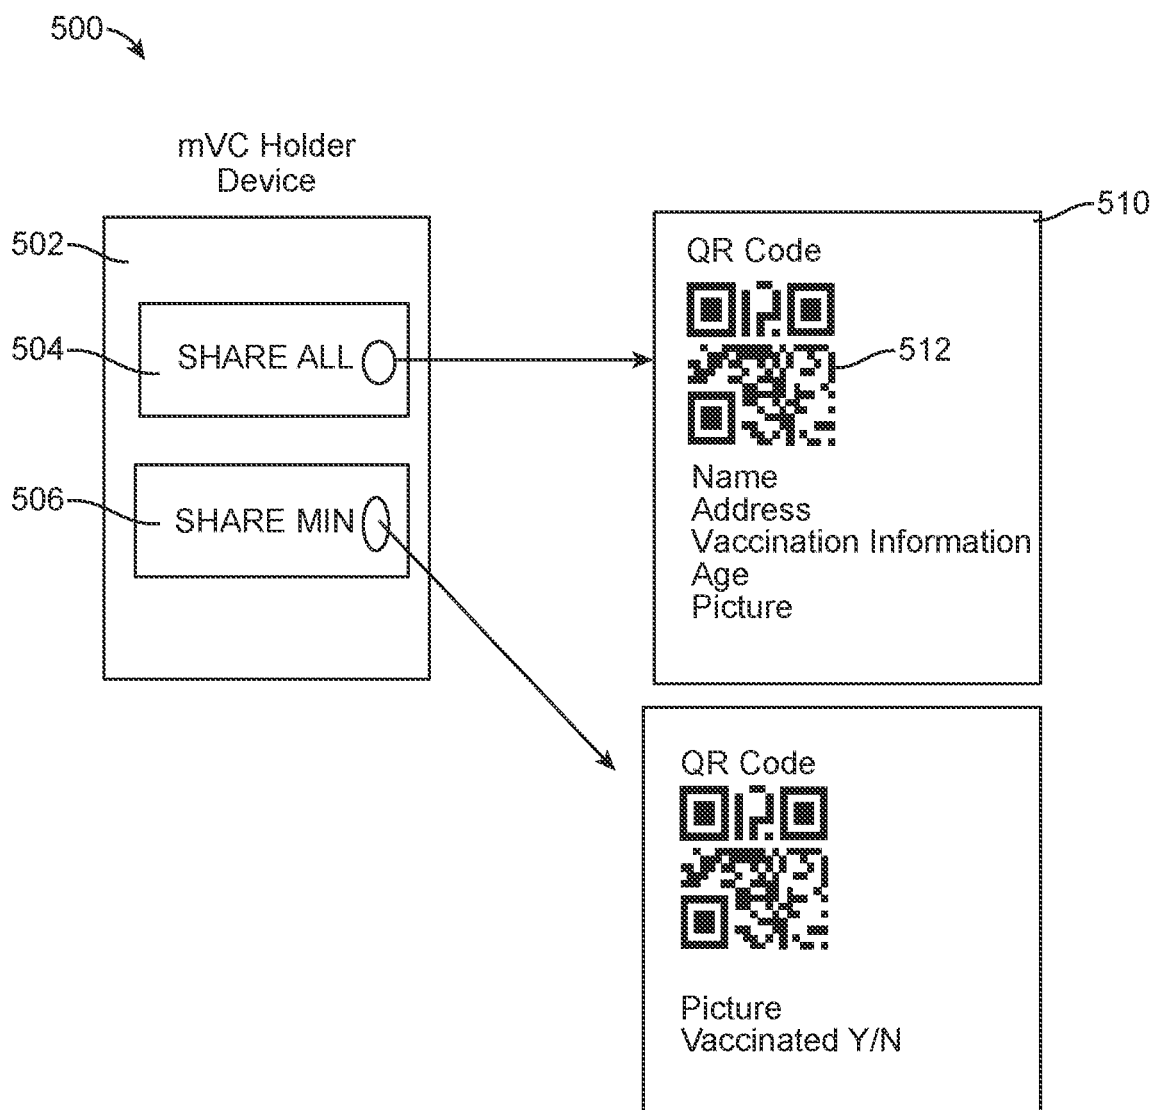 500
mVC Holder
Device
502
504
SHARE ALL
506
SHARE MIN
510
QR Code
512
Name
Address
Vaccination Information
Age
Picture
QR Code
Picture
Vaccinated Y/N